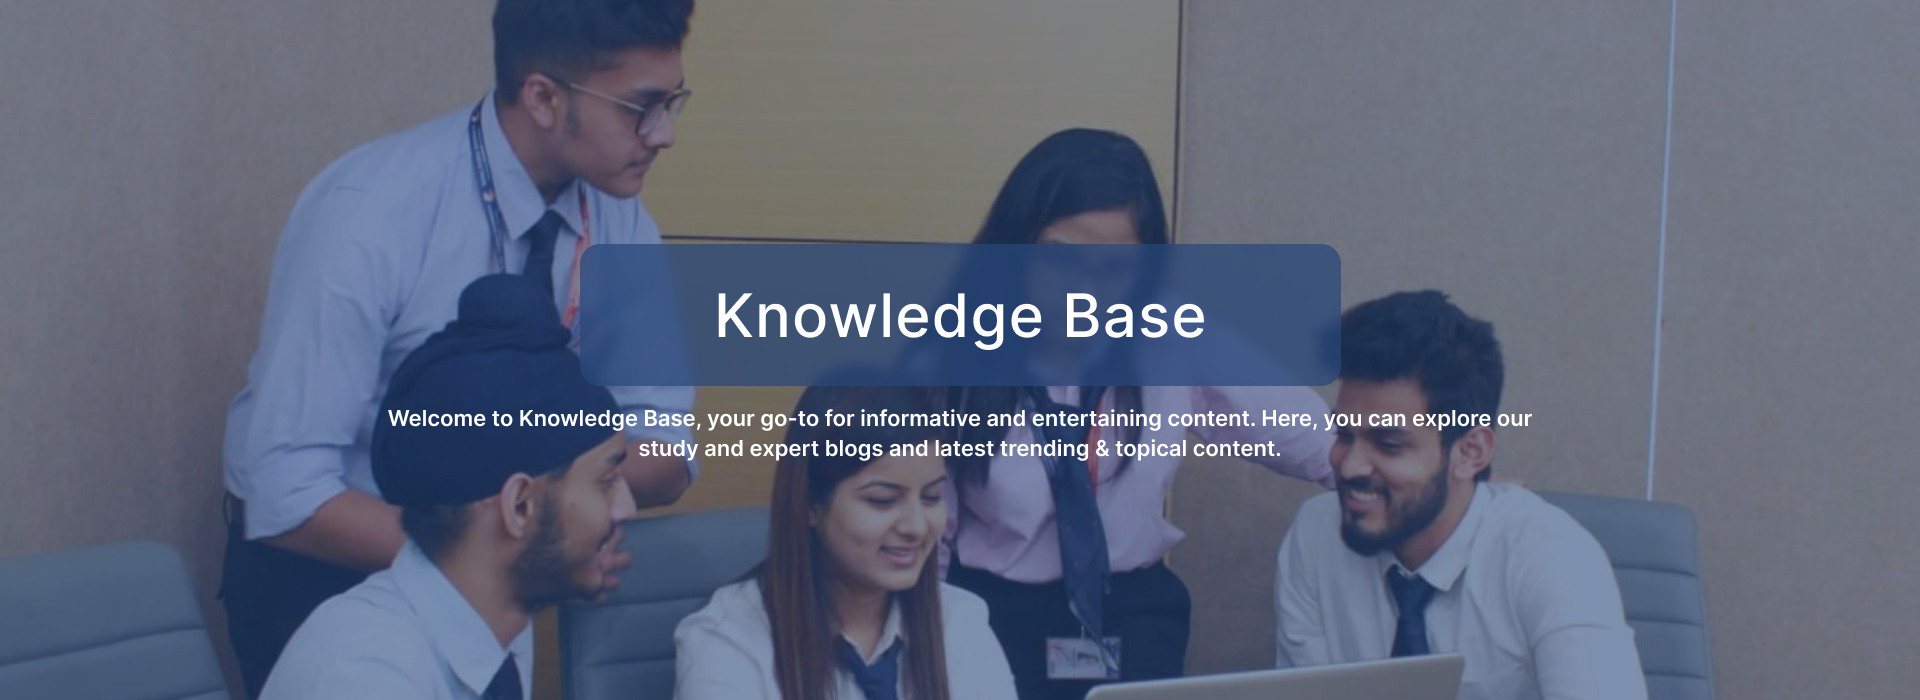 Knowledge Base
Welcome to Knowledge Base, your go-to for informative and entertaining content. Here, you can explore our
study and expert blogs and latest trending & topical content.